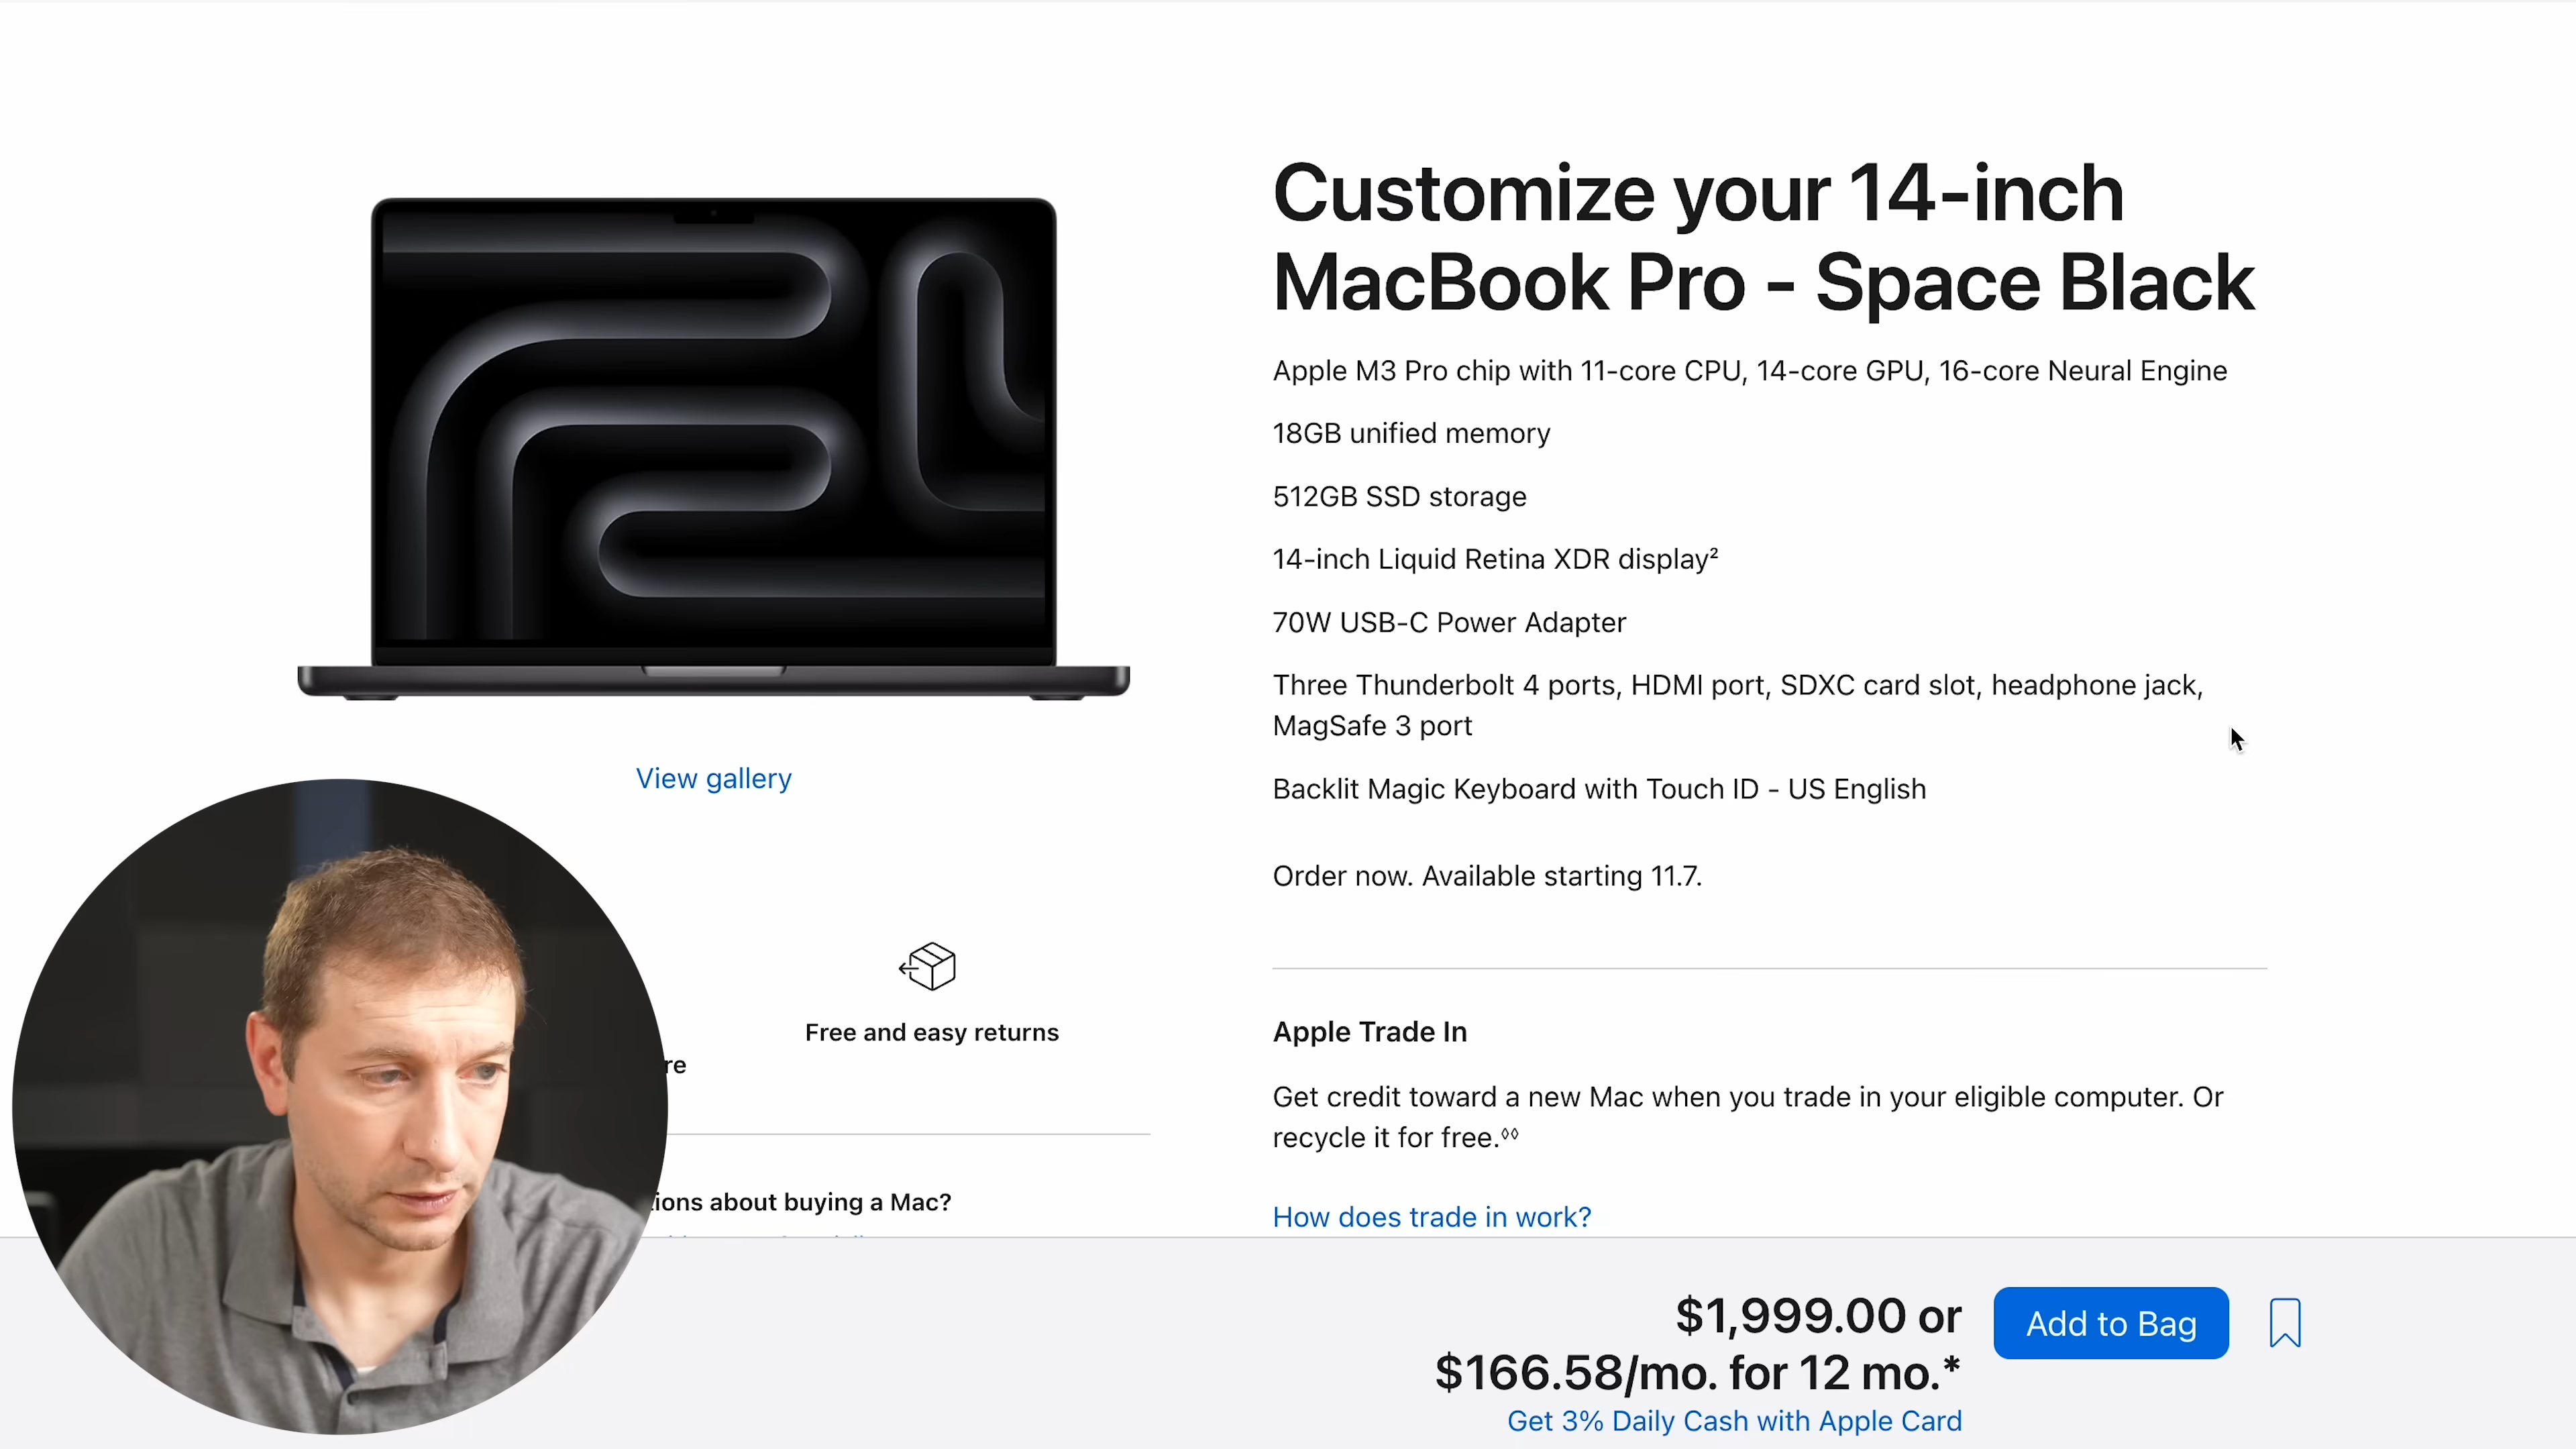 Customize your 14-inch
MacBook Pro - Space Black
Apple M3 Pro chip with 11-core CPU, 14-core GPU, 16-core Neural Engine
18GB unified memory
512GB SSD storage
14-inch Liquid Retina XDR display²
70W USB-C Power Adapter
Three Thunderbolt 4 ports, HDMI port, SDXC card slot, headphone jack,
MagSafe 3 port
Backlit Magic Keyboard with Touch ID - US English
Order now. Available starting 11.7.
View gallery
Free and easy returns
re
ions about buying a Mac?
Apple Trade In
Get credit toward a new Mac when you trade in your eligible computer. Or
recycle it for free.◊◊
How does trade in work?
$1,999.00 or
$166.58/mo. for 12 mo.*
Get 3% Daily Cash with Apple Card
Add to Bag